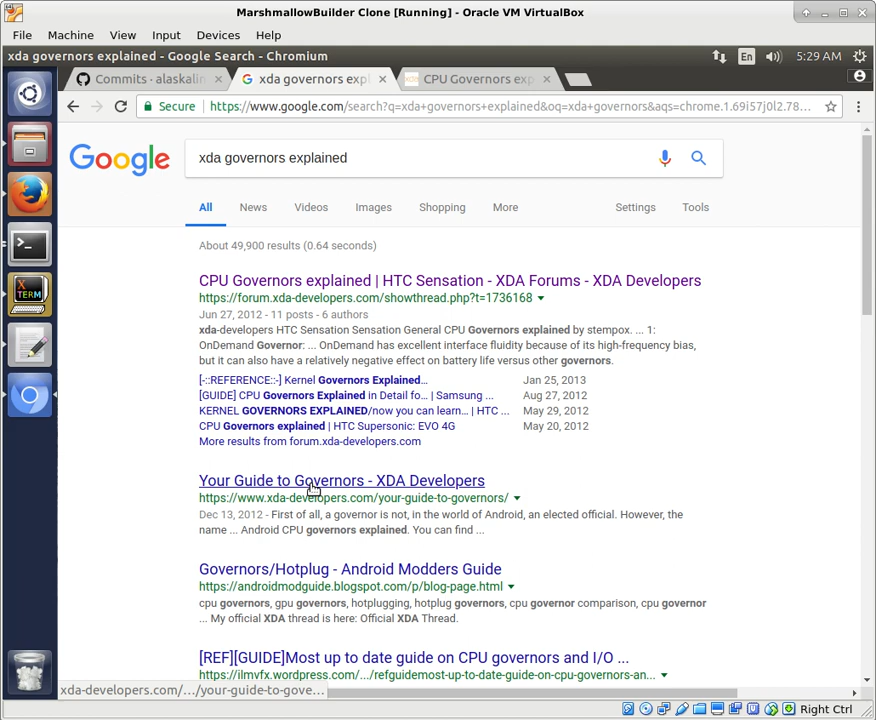 MarshmallowBuilder Clone [Running] - Oracle VM VirtualBox
File Machine View Input Devices Help
xda governors explained - Google Search - Chromium En 5:29 AM
Commits · alaskalin × xda governors expl × CPU Governors exp ×
Secure https://www.google.com/search?q=xda+governors+explained&oq=xda+governors&aqs=chrome.1.69i57j0l2.78...
Google xda governors explained
All News Videos Images Shopping More Settings Tools
About 49,900 results (0.64 seconds)
CPU Governors explained | HTC Sensation - XDA Forums - XDA Developers
https://forum.xda-developers.com/showthread.php?t=1736168
Jun 27, 2012 - 11 posts - 6 authors
xda-developers HTC Sensation Sensation General CPU Governors explained by stempox. ... 1:
OnDemand Governor: ... OnDemand has excellent interface fluidity because of its high-frequency bias,
but it can also have a relatively negative effect on battery life versus other governors.
[-::REFERENCE::-] Kernel Governors Explained... Jan 25, 2013
[GUIDE] CPU Governors Explained in Detail fo... | Samsung ... Aug 27, 2012
KERNEL GOVERNORS EXPLAINED/now you can learn... | HTC ... May 29, 2012
CPU Governors explained | HTC Supersonic: EVO 4G May 20, 2012
More results from forum.xda-developers.com
Your Guide to Governors - XDA Developers
https://www.xda-developers.com/your-guide-to-governors/
Dec 13, 2012 - First of all, a governor is not, in the world of Android, an elected official. However, the
name ... Android CPU governors explained. You can find ...
Governors/Hotplug - Android Modders Guide
https://androidmodguide.blogspot.com/p/blog-page.html
cpu governors, gpu governors, hotplugging, hotplug governors, cpu governor comparison, cpu governor
... My official XDA thread is here: Official XDA Thread.
[REF][GUIDE]Most up to date guide on CPU governors and I/O ...
https://ilmvfx.wordpress.com/.../refguidemost-up-to-date-guide-on-cpu-governors-an...
xda-developers.com/.../your-guide-to-gove...
X
TERM
Right Ctrl